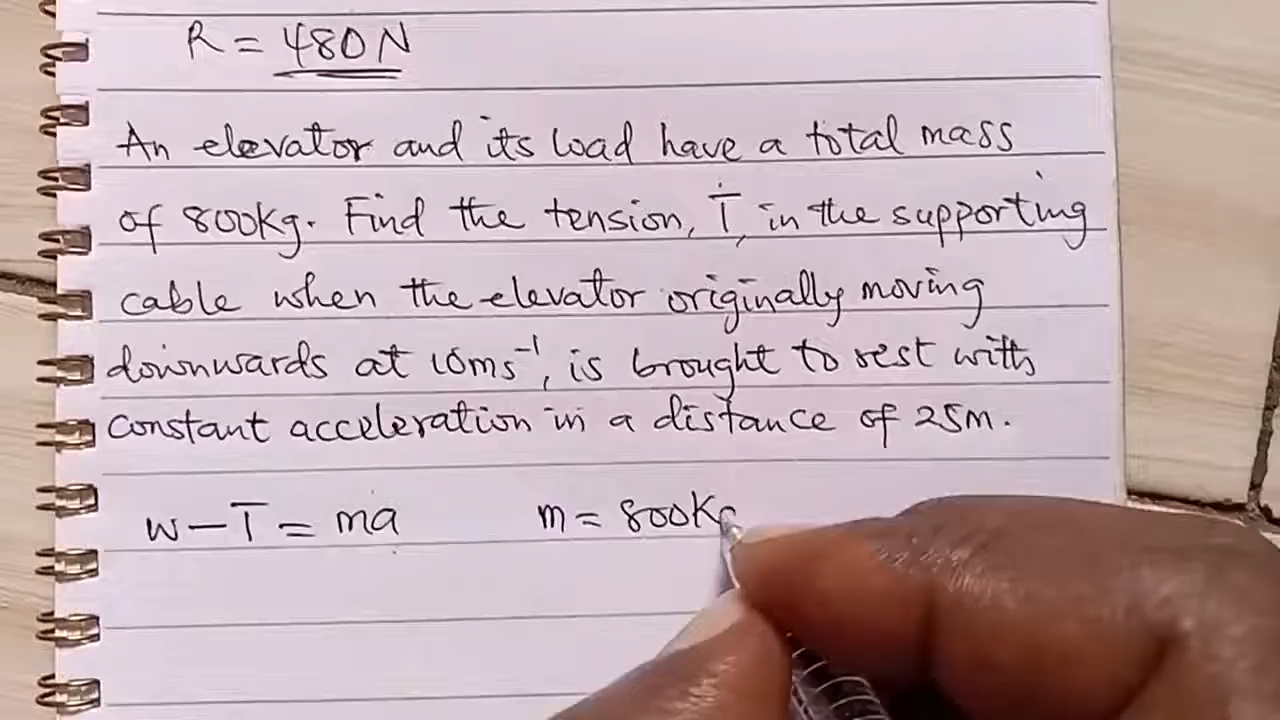 R = 480N
An elevator and its load have a total mass
of 800kg. Find the tension, T, in the supporting
cable when the elevator originally moving
downwards at 10ms⁻¹, is brought to rest with
constant acceleration in a distance of 25m.
W - T = ma m = 800Kg